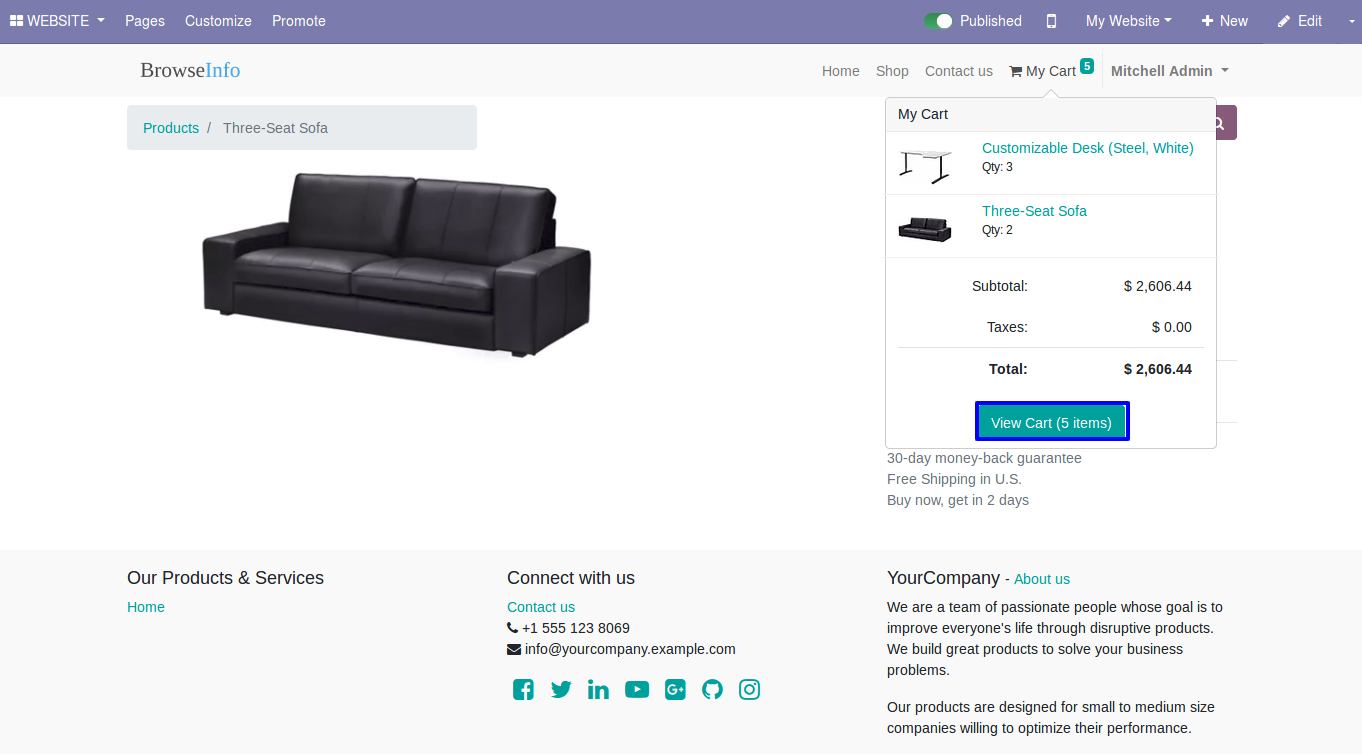 WEBSITE Pages Customize Promote Published My Website New Edit
BrowseInfo Home Shop Contact us My Cart 5 Mitchell Admin
Products / Three-Seat Sofa
My Cart
Customizable Desk (Steel, White)
Qty: 3
Three-Seat Sofa
Qty: 2
Subtotal: $ 2,606.44
Taxes: $ 0.00
Total: $ 2,606.44
View Cart (5 items)
30-day money-back guarantee
Free Shipping in U.S.
Buy now, get in 2 days
Our Products & Services
Home
Connect with us
Contact us
+1 555 123 8069
info@yourcompany.example.com
YourCompany - About us
We are a team of passionate people whose goal is to
improve everyone's life through disruptive products.
We build great products to solve your business
problems.
Our products are designed for small to medium size
companies willing to optimize their performance.